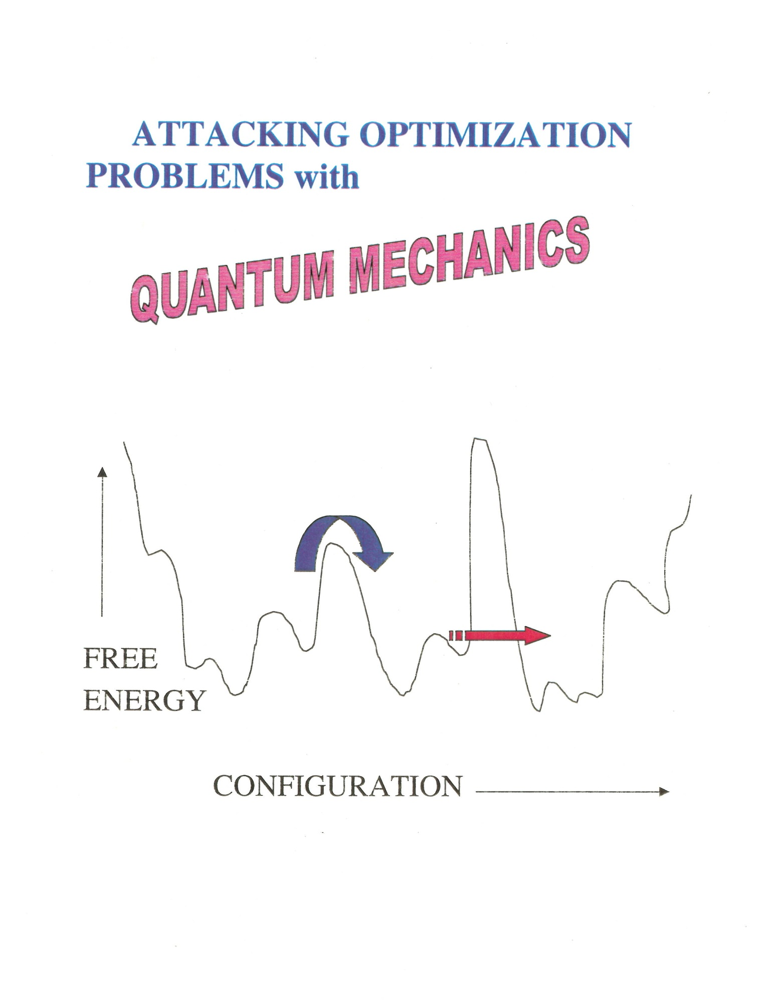 ATTACKING OPTIMIZATION
PROBLEMS with
QUANTUM MECHANICS
FREE
ENERGY
CONFIGURATION